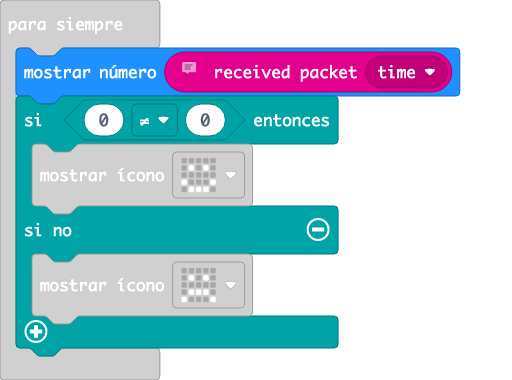 para siempre
mostrar número received packet time
si 0 ≠ 0 entonces
mostrar ícono
si no
mostrar ícono